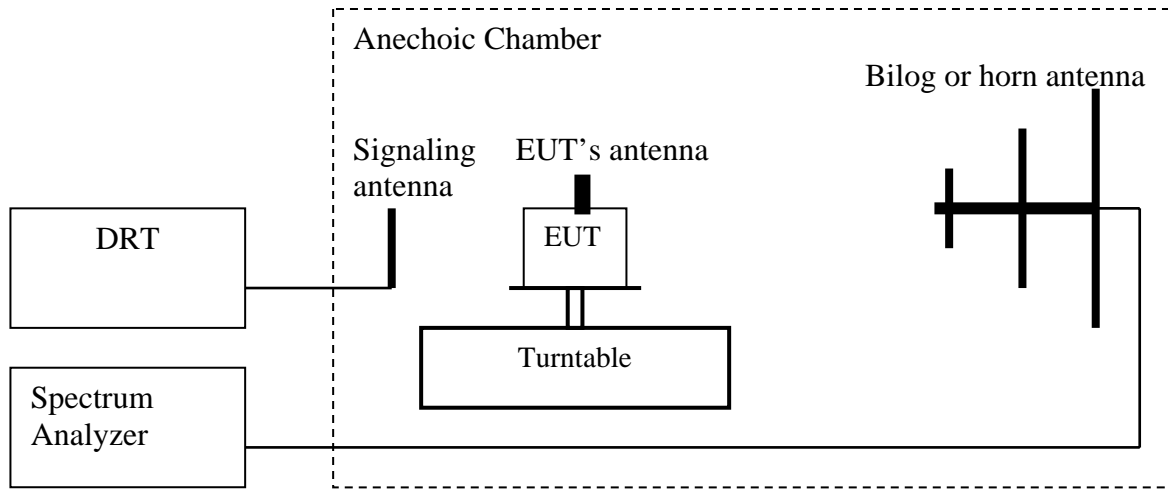 Anechoic Chamber
Bilog or horn antenna
Signaling
antenna
EUT’s antenna
DRT
EUT
Turntable
Spectrum
Analyzer